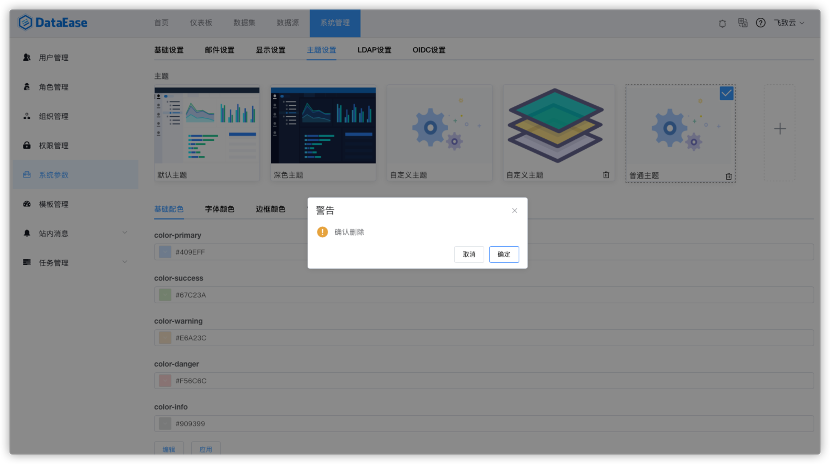 DataEase
首页 仪表板 数据集 数据源 系统管理
飞致云
用户管理
角色管理
组织管理
权限管理
系统参数
模板管理
站内消息
任务管理
基础设置 邮件设置 显示设置 主题设置 LDAP设置 OIDC设置
主题
默认主题 深色主题 自定义主题 自定义主题 普通主题
基础配色 字体颜色 边框颜色
警告
确认删除
取消 确定
color-primary
#409EFF
color-success
#67C23A
color-warning
#E6A23C
color-danger
#F56C6C
color-info
#909399
编辑 应用